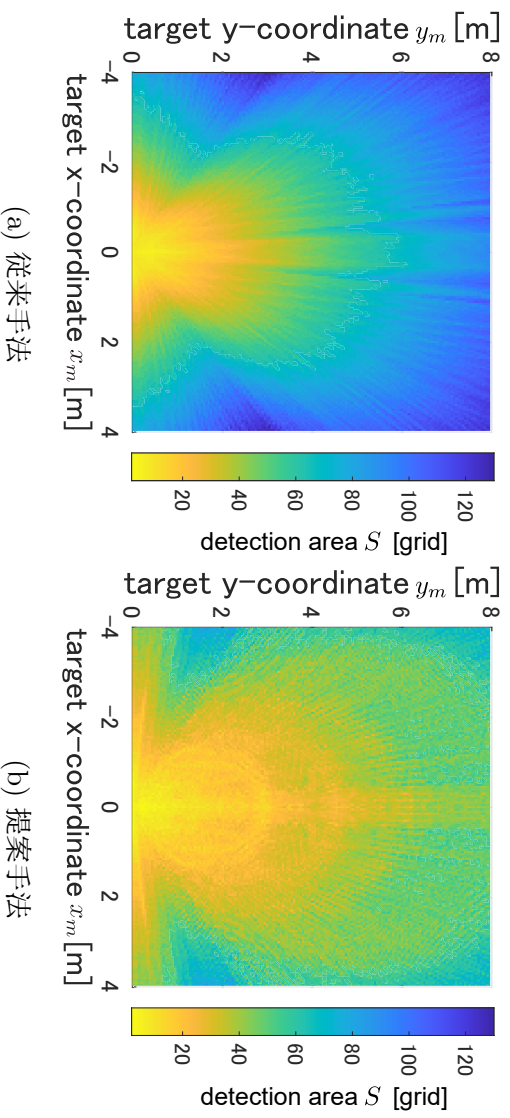 target y-coordinate y_m [m]
0 2 4 6 8
-4 -2 0 2 4
target x-coordinate x_m [m]
20 40 60 80 100 120
detection area S [grid]
(a) 従来手法
target y-coordinate y_m [m]
0 2 4 6 8
-4 -2 0 2 4
target x-coordinate x_m [m]
20 40 60 80 100 120
detection area S [grid]
(b) 提案手法